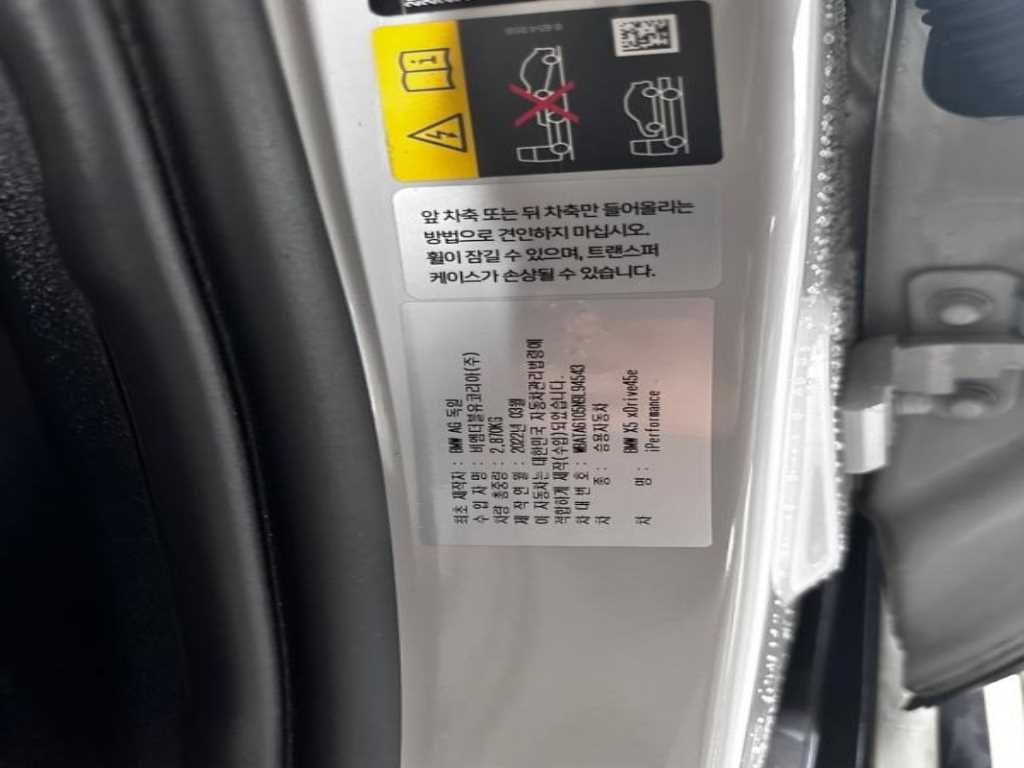 앞 차축 또는 뒤 차축만 들어올리는
방법으로 견인하지 마십시오.
휠이 잠길 수 있으며, 트랜스퍼
케이스가 손상될 수 있습니다.
최초 제작자 : BMW AG 독일
수 입 자 명 : 비엠더블유코리아(주)
차량 총중량 : 2,870KG
제 작 연 월 : 2022년 03월
이 자동차는 대한민국 자동차관리법령에
적합하게 제작(수입)되었습니다.
차 대 번 호 : WBATA6105N9L94543
차 종 : 승용자동차
차 명 : BMW X5 xDrive45e
iPerformance